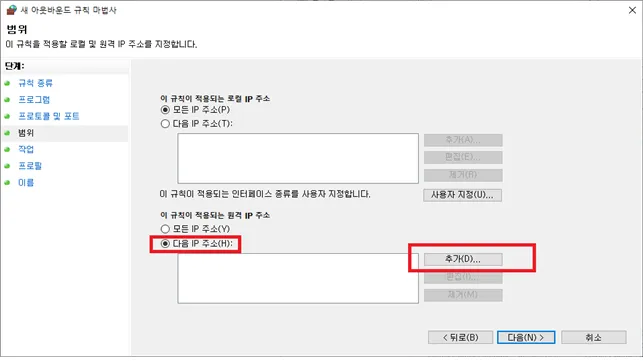 새 아웃바운드 규칙 마법사
범위
이 규칙을 적용할 로컬 및 원격 IP 주소를 지정합니다.
단계:
규칙 종류
프로그램
프로토콜 및 포트
범위
작업
프로필
이름
이 규칙이 적용되는 로컬 IP 주소
모든 IP 주소(P)
다음 IP 주소(T):
추가(A)...
편집(E)...
제거(R)
이 규칙이 적용되는 인터페이스 종류를 사용자 지정합니다.
사용자 지정(U)...
이 규칙이 적용되는 원격 IP 주소
모든 IP 주소(Y)
다음 IP 주소(H):
추가(D)...
편집(I)...
제거(M)
< 뒤로(B)
다음(N) >
취소